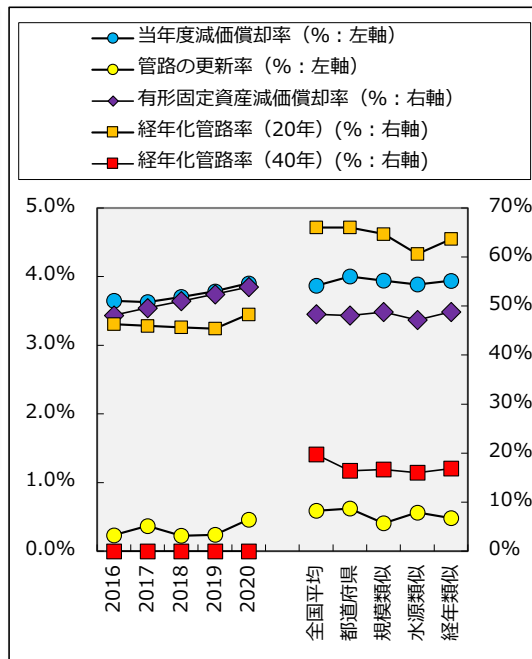 当年度減価償却率（%：左軸）
管路の更新率（%：左軸）
有形固定資産減価償却率（%：右軸）
経年化管路率（20年）(%：右軸)
経年化管路率（40年）(%：右軸)
5.0%
4.0%
3.0%
2.0%
1.0%
0.0%
70%
60%
50%
40%
30%
20%
10%
0%
2016
2017
2018
2019
2020
全国平均
都道府県
規模類似
水源類似
経年類似